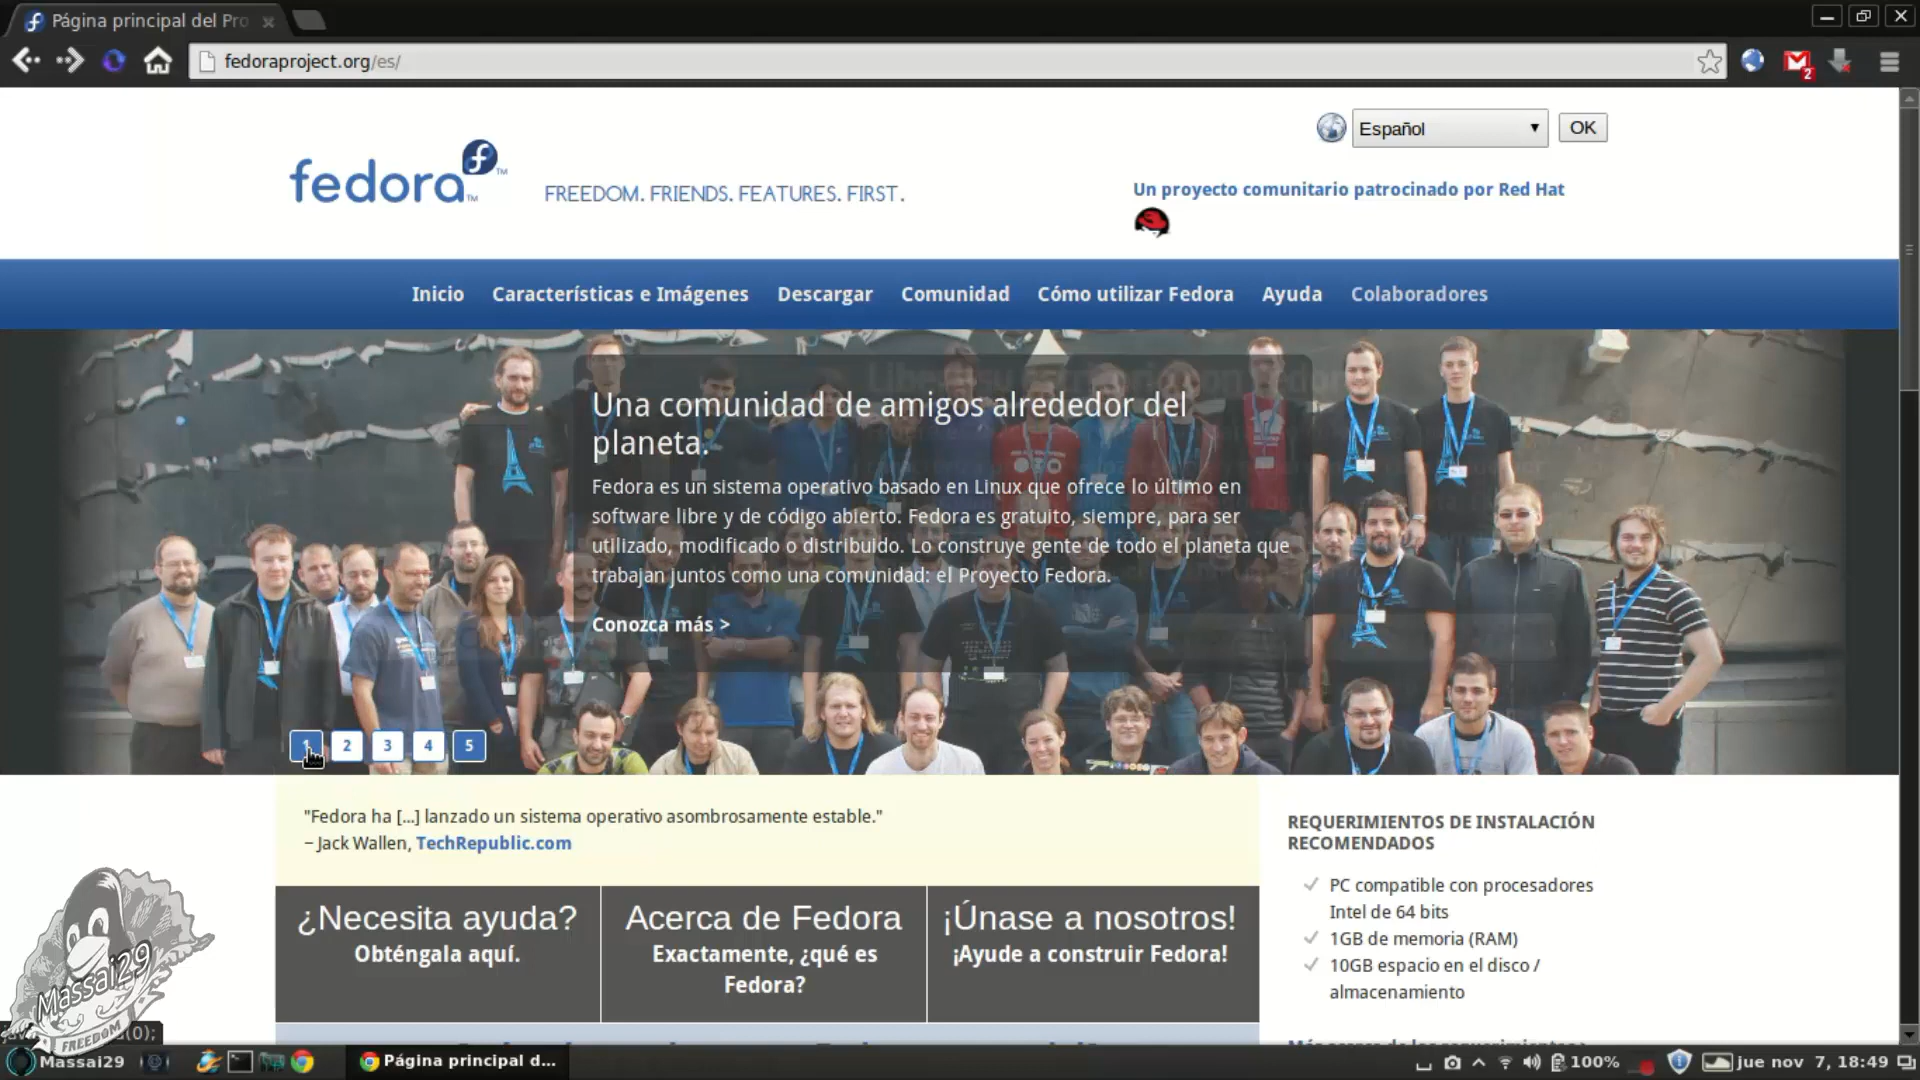 Página principal del Pro
fedoraproject.org/es/
2
Español
OK
fedora
FREEDOM. FRIENDS. FEATURES. FIRST.
Un proyecto comunitario patrocinado por Red Hat
Inicio Características e Imágenes Descargar Comunidad Cómo utilizar Fedora Ayuda Colaboradores
Una comunidad de amigos alrededor del
planeta.
Fedora es un sistema operativo basado en Linux que ofrece lo último en
software libre y de código abierto. Fedora es gratuito, siempre, para ser
utilizado, modificado o distribuido. Lo construye gente de todo el planeta que
trabajan juntos como una comunidad: el Proyecto Fedora.
Conozca más >
1 2 3 4 5
"Fedora ha [...] lanzado un sistema operativo asombrosamente estable."
– Jack Wallen, TechRepublic.com
¿Necesita ayuda?
Obténgala aquí.
Acerca de Fedora
Exactamente, ¿qué es
Fedora?
¡Únase a nosotros!
¡Ayude a construir Fedora!
REQUERIMIENTOS DE INSTALACIÓN
RECOMENDADOS
PC compatible con procesadores
Intel de 64 bits
1GB de memoria (RAM)
10GB espacio en el disco /
almacenamiento
Massai29
FREEDOM
Massai29
Página principal d...
100%
jue nov 7, 18:49